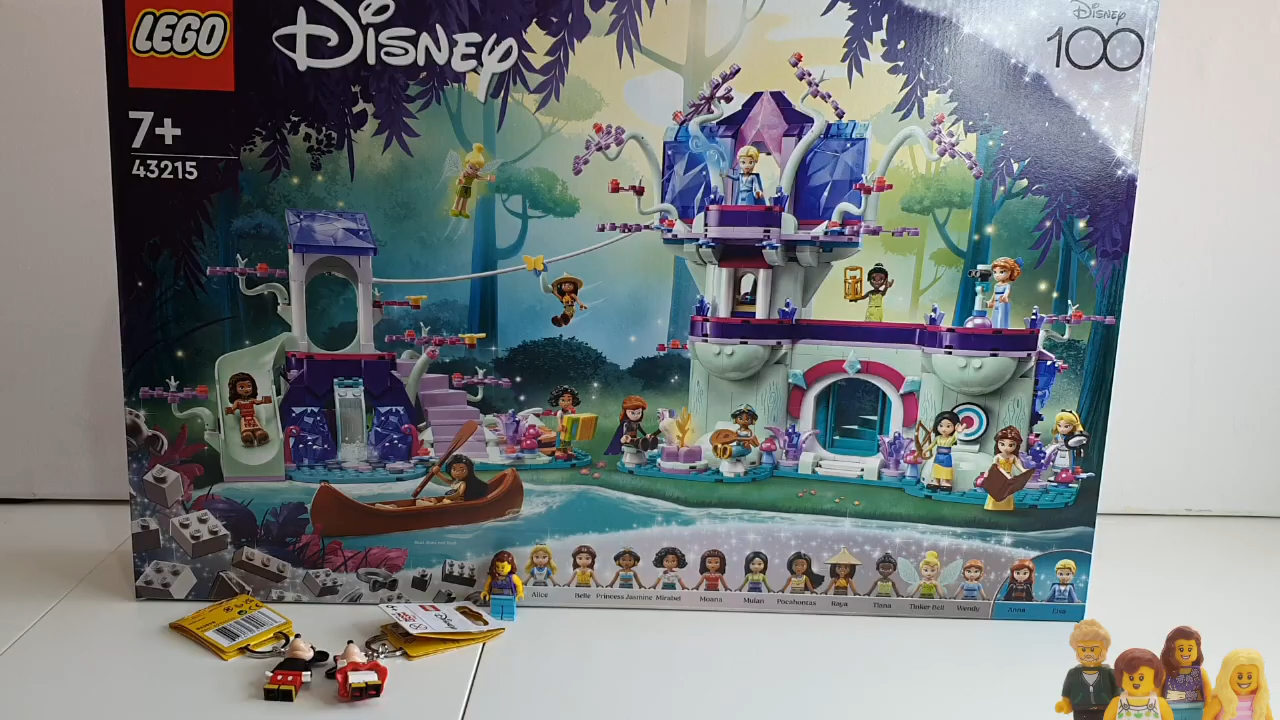 LEGO
DISNEY
DISNEY
100
7+
43215
Alice
Belle
Princess Jasmine
Mirabel
Moana
Mulan
Pocahontas
Raya
Tiana
Tinker Bell
Wendy
Anna
Elsa
DISNEY